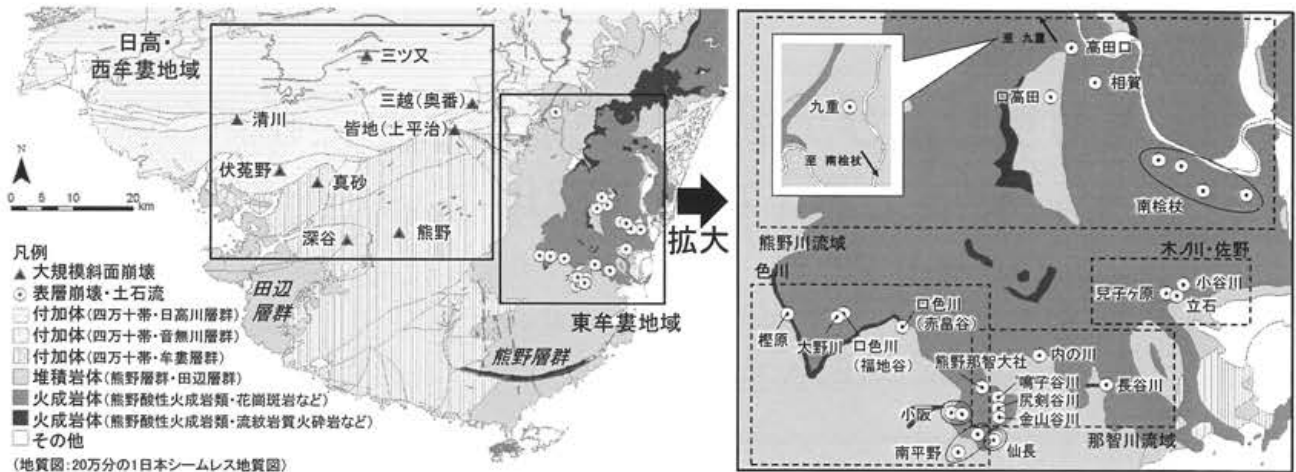 日高・
西牟婁地域
三ツ又
三越(奥番)
清川
皆地(上平治)
伏菟野
真砂
深谷
熊野
N
0 5 10 20
km
田辺
層群
東牟婁地域
熊野層群
拡大
凡例
大規模斜面崩壊
表層崩壊・土石流
付加体(四万十帯・日高川層群)
付加体(四万十帯・音無川層群)
付加体(四万十帯・牟婁層群)
堆積岩体(熊野層群・田辺層群)
火成岩体(熊野酸性火成岩類・花崗斑岩など)
火成岩体(熊野酸性火成岩類・流紋岩質火砕岩など)
その他
(地質図:20万分の1日本シームレス地質図)
至 九重
高田口
相賀
口高田
九重
至 南桧杖
南桧杖
熊野川流域
木ノ川・佐野
色川
小谷川
兒子ヶ原
立石
口色川
(赤畠谷)
樫原
大野川
口色川
(福地谷)
内の川
熊野那智大社
鳴子谷川
長谷川
尻剣谷川
小阪
金山谷川
那智川流域
南平野
仙長